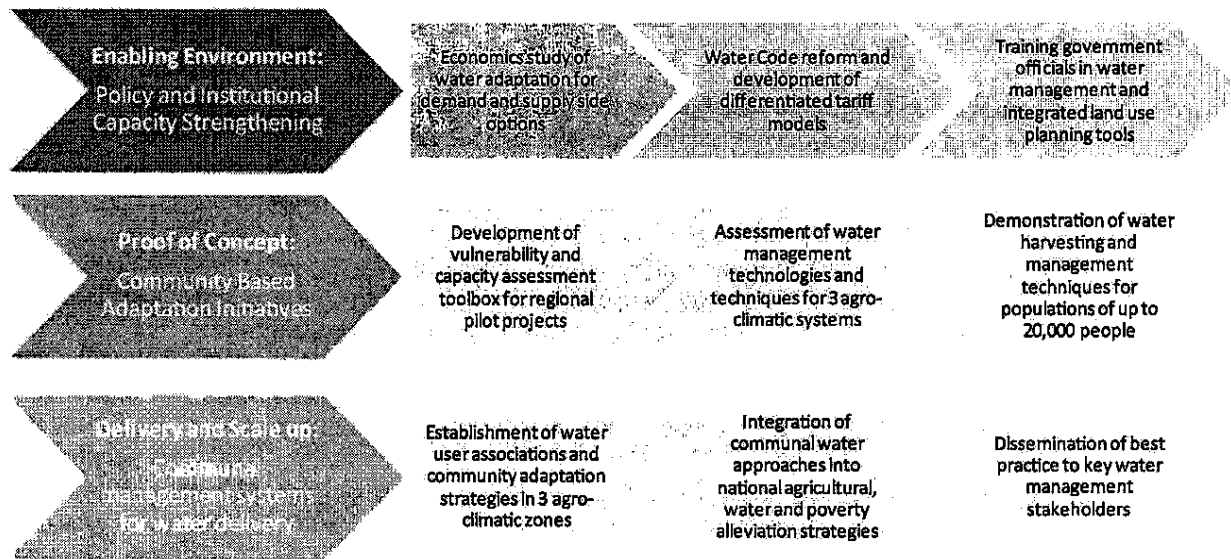 Enabling Environment:
Policy and Institutional
Capacity Strengthening
Economics study of
water adaptation for
demand and supply side
options
Water Code reform and
development of
differentiated tariff
models
Training government
officials in water
management and
integrated land use
planning tools
Proof of Concept:
Community Based
Adaptation Initiatives
Development of
vulnerability and
capacity assessment
toolbox for regional
pilot projects
Assessment of water
management
technologies and
techniques for 3 agro-
climatic systems
Demonstration of water
harvesting and
management
techniques for
populations of up to
20,000 people
Delivery and Scale up:
management systems
for water delivery
Establishment of water
user associations and
community adaptation
strategies in 3 agro-
climatic zones
Integration of
communal water
approaches into
national agricultural,
water and poverty
alleviation strategies
Dissemination of best
practice to key water
management
stakeholders